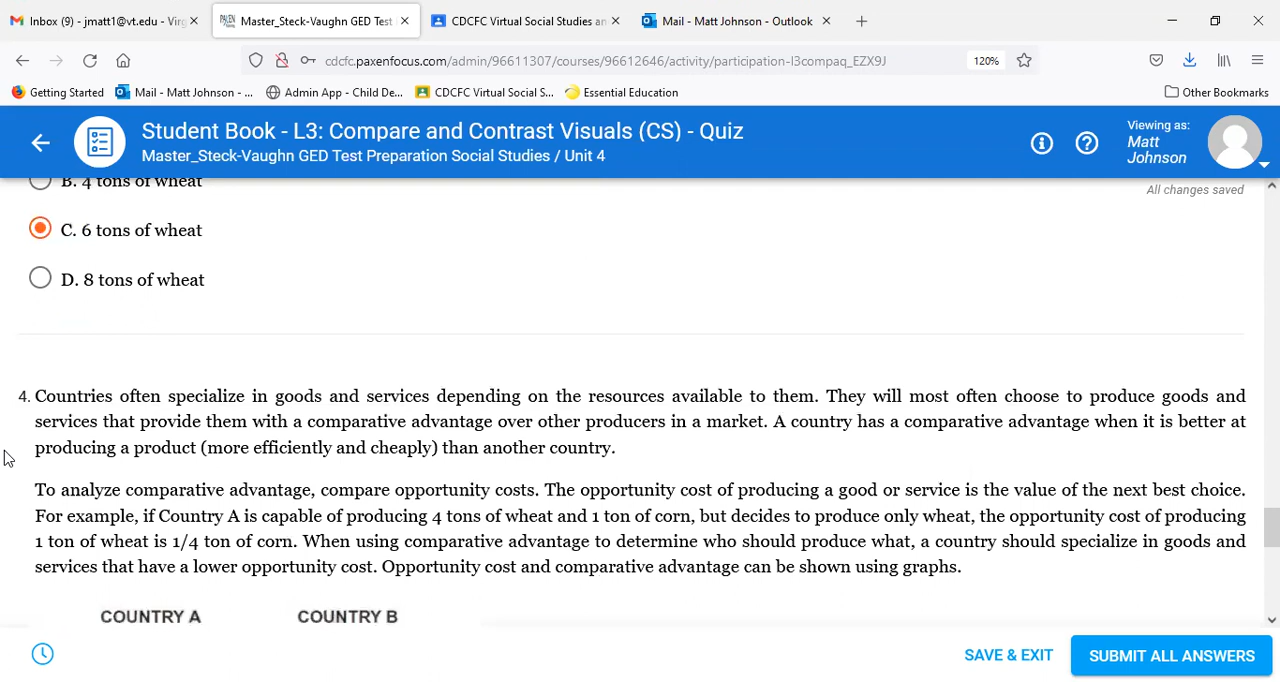 Inbox (9) - jmatt1@vt.edu - Virg
Master_Steck-Vaughn GED Test
CDCFC Virtual Social Studies an
Mail - Matt Johnson - Outlook
cdcfc.paxenfocus.com/admin/96611307/courses/96612646/activity/participation-l3compaq_EZX9J
120%
Getting Started
Mail - Matt Johnson - ...
Admin App - Child De...
CDCFC Virtual Social S...
Essential Education
Other Bookmarks
Student Book - L3: Compare and Contrast Visuals (CS) - Quiz
Master_Steck-Vaughn GED Test Preparation Social Studies / Unit 4
Viewing as:
Matt
Johnson
B. 4 tons of wheat
All changes saved
C. 6 tons of wheat
D. 8 tons of wheat
4. Countries often specialize in goods and services depending on the resources available to them. They will most often choose to produce goods and
services that provide them with a comparative advantage over other producers in a market. A country has a comparative advantage when it is better at
producing a product (more efficiently and cheaply) than another country.
To analyze comparative advantage, compare opportunity costs. The opportunity cost of producing a good or service is the value of the next best choice.
For example, if Country A is capable of producing 4 tons of wheat and 1 ton of corn, but decides to produce only wheat, the opportunity cost of producing
1 ton of wheat is 1/4 ton of corn. When using comparative advantage to determine who should produce what, a country should specialize in goods and
services that have a lower opportunity cost. Opportunity cost and comparative advantage can be shown using graphs.
COUNTRY A COUNTRY B
SAVE & EXIT
SUBMIT ALL ANSWERS